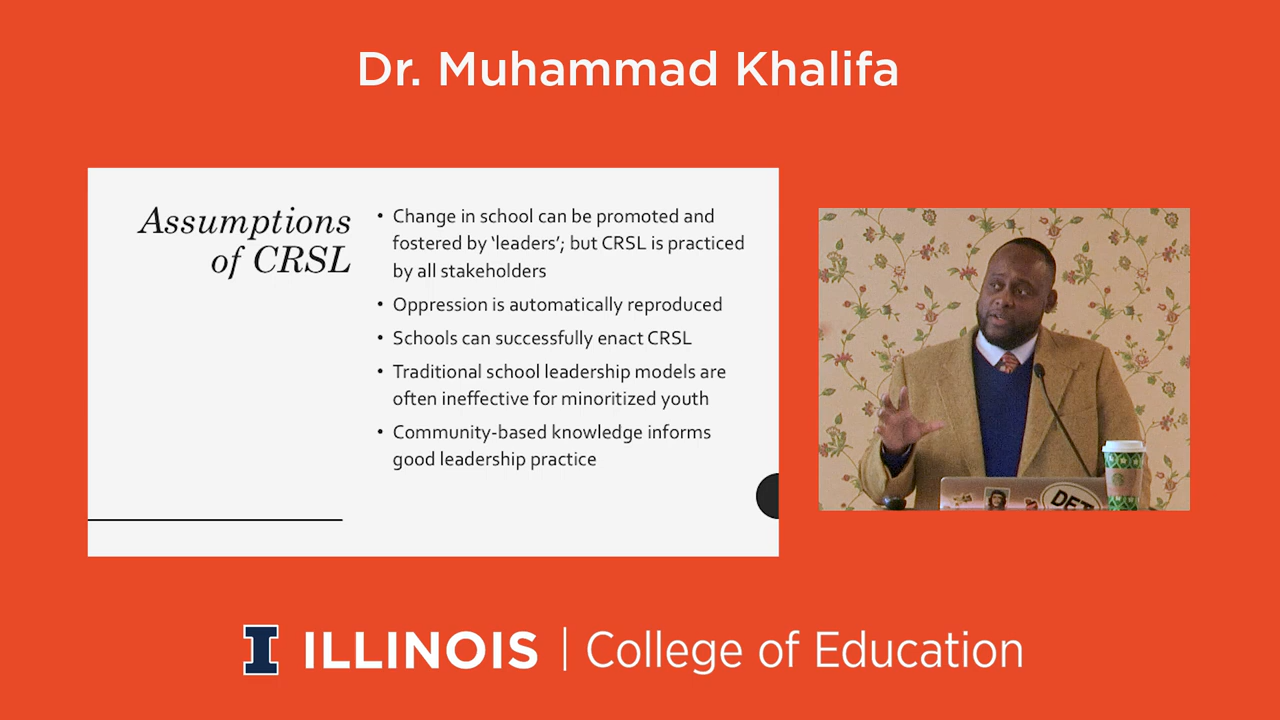 Dr. Muhammad Khalifa
Assumptions
of CRSL
• Change in school can be promoted and
fostered by ‘leaders’; but CRSL is practiced
by all stakeholders
• Oppression is automatically reproduced
• Schools can successfully enact CRSL
• Traditional school leadership models are
often ineffective for minoritized youth
• Community-based knowledge informs
good leadership practice
DET
I ILLINOIS | College of Education